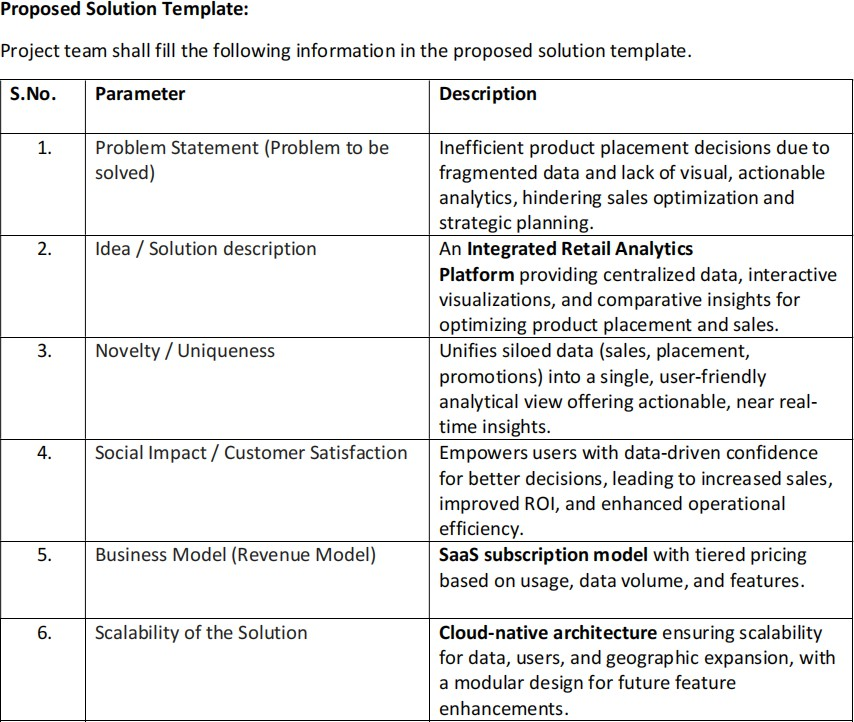 Proposed Solution Template:
Project team shall fill the following information in the proposed solution template.
S.No. Parameter Description
1. Problem Statement (Problem to be solved) Inefficient product placement decisions due to
fragmented data and lack of visual, actionable
analytics, hindering sales optimization and
strategic planning.
2. Idea / Solution description An Integrated Retail Analytics
Platform providing centralized data, interactive
visualizations, and comparative insights for
optimizing product placement and sales.
3. Novelty / Uniqueness Unifies siloed data (sales, placement,
promotions) into a single, user-friendly
analytical view offering actionable, near real-
time insights.
4. Social Impact / Customer Satisfaction Empowers users with data-driven confidence
for better decisions, leading to increased sales,
improved ROI, and enhanced operational
efficiency.
5. Business Model (Revenue Model) SaaS subscription model with tiered pricing
based on usage, data volume, and features.
6. Scalability of the Solution Cloud-native architecture ensuring scalability
for data, users, and geographic expansion, with
a modular design for future feature
enhancements.